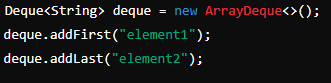 Deque<String> deque = new ArrayDeque<>();
deque.addFirst("element1");
deque.addLast("element2");